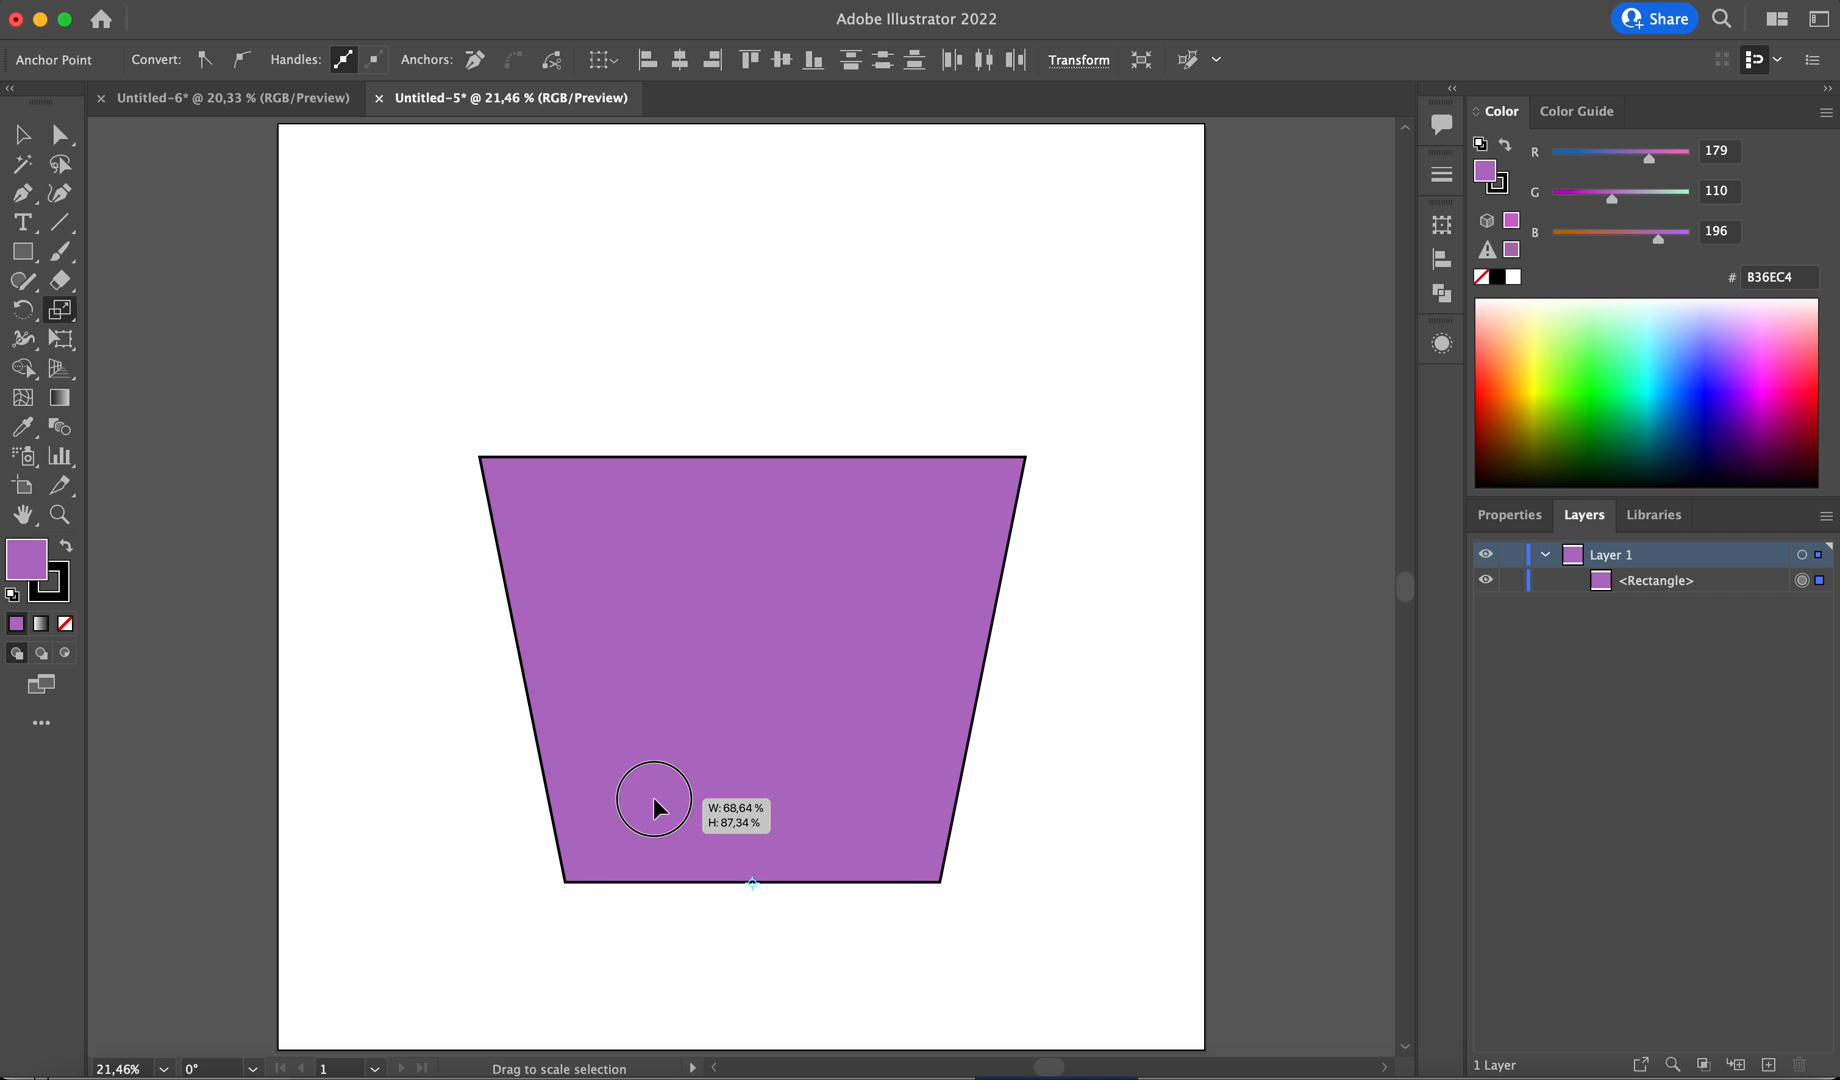 Adobe Illustrator 2022
Share
Anchor Point Convert: Handles: Anchors: Transform
Untitled-6* @ 20,33 % (RGB/Preview) Untitled-5* @ 21,46 % (RGB/Preview)
Color Color Guide
R 179
G 110
B 196
# B36EC4
W: 68,64 %
H: 87,34 %
Properties Layers Libraries
Layer 1
<Rectangle>
21,46% 0° 1 Drag to scale selection
1 Layer